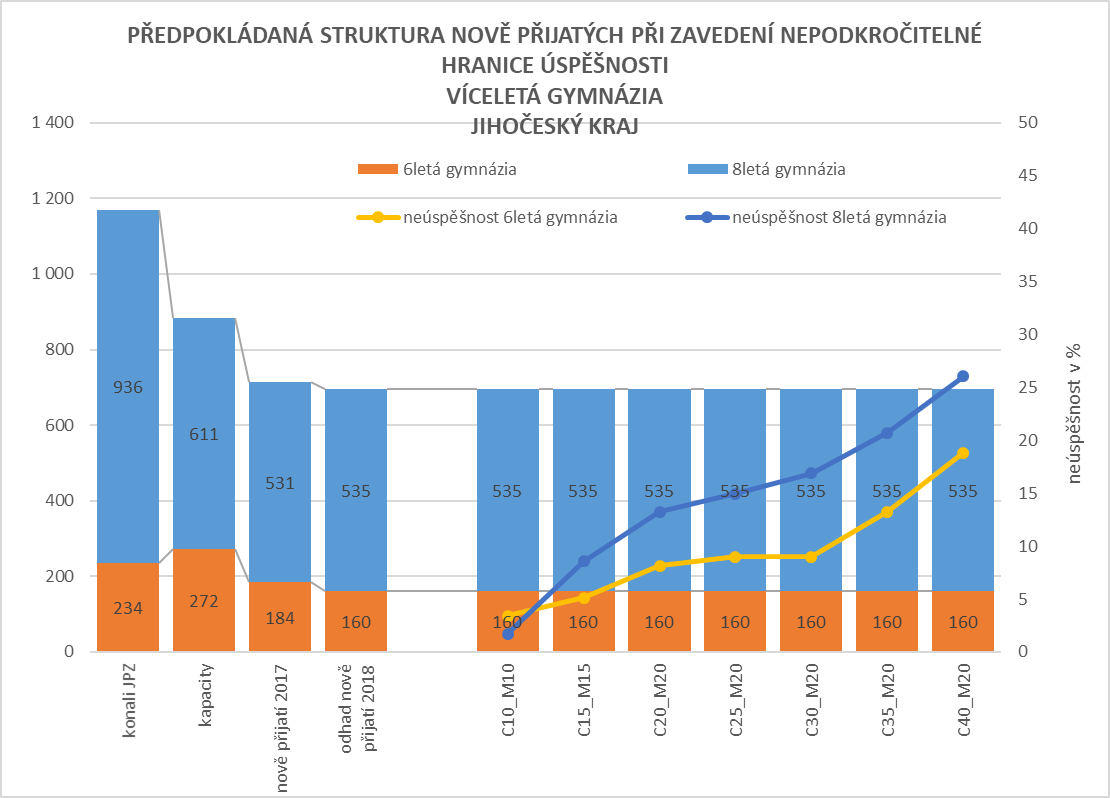 PŘEDPOKLÁDANÁ STRUKTURA NOVĚ PŘIJATÝCH PŘI ZAVEDENÍ NEPODKROČITELNÉ
HRANICE ÚSPĚŠNOSTI
VÍCELETÁ GYMNÁZIA
JIHOČESKÝ KRAJ
6letá gymnázia
8letá gymnázia
neúspěšnost 6letá gymnázia
neúspěšnost 8letá gymnázia
1 400
1 200
1 000
800
600
400
200
0
50
45
40
35
30
25
20
15
10
5
0
neúspěšnost v %
936
611
531
535
535
535
535
535
535
535
535
234
272
184
160
160
160
160
160
160
160
160
konali JPZ
kapacity
nově přijatí 2017
odhad nově
přijatí 2018
C10_M10
C15_M15
C20_M20
C25_M20
C30_M20
C35_M20
C40_M20